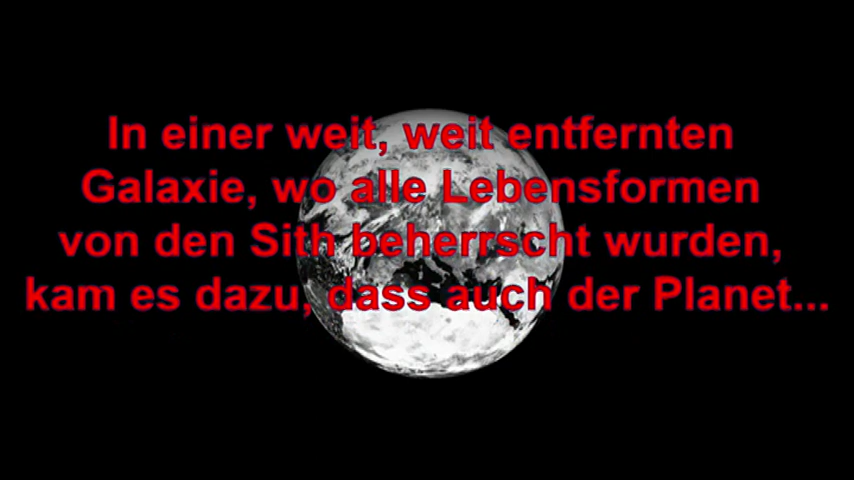 In einer weit, weit entfernten
Galaxie, wo alle Lebensformen
von den Sith beherrscht wurden,
kam es dazu, dass auch der Planet...